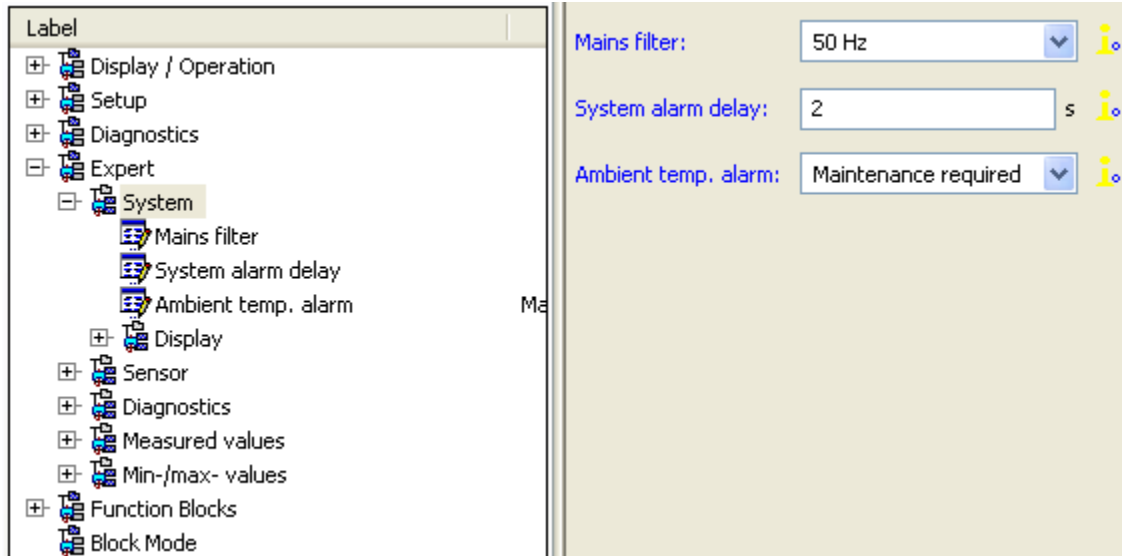 Label
Display / Operation
Setup
Diagnostics
Expert
System
Mains filter
System alarm delay
Ambient temp. alarm Ma
Display
Sensor
Diagnostics
Measured values
Min-/max- values
Function Blocks
Block Mode
Mains filter: 50 Hz
System alarm delay: 2 s
Ambient temp. alarm: Maintenance required